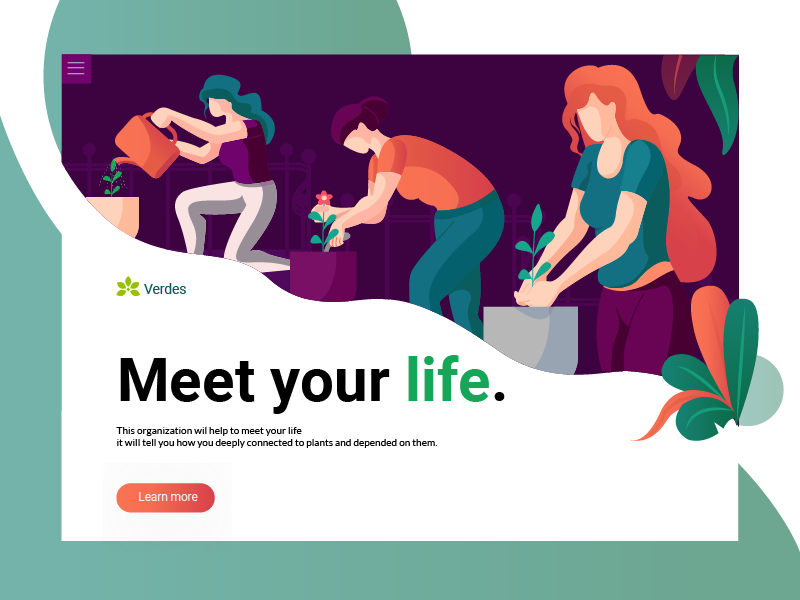 Verdes
Meet your life.
This organization wil help to meet your life
it will tell you how you deeply connected to plants and depended on them.
Learn more